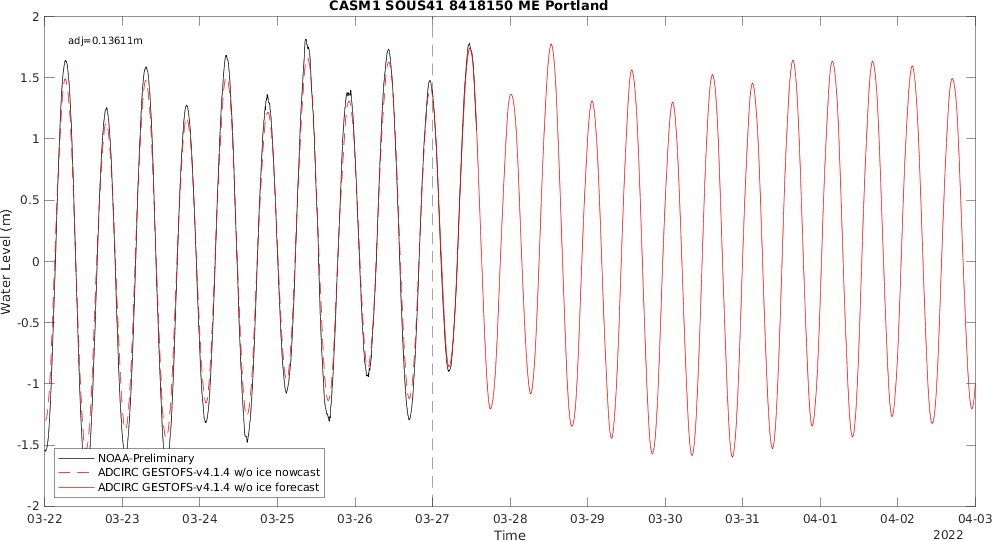 CASM1 SOUS41 8418150 ME Portland
adj=0.13611m
2
1.5
1
0.5
0
-0.5
-1
-1.5
-2
Water Level (m)
NOAA-Preliminary
ADCIRC GESTOFS-v4.1.4 w/o ice nowcast
ADCIRC GESTOFS-v4.1.4 w/o ice forecast
03-22 03-23 03-24 03-25 03-26 03-27 03-28 03-29 03-30 03-31 04-01 04-02 04-03
Time
2022